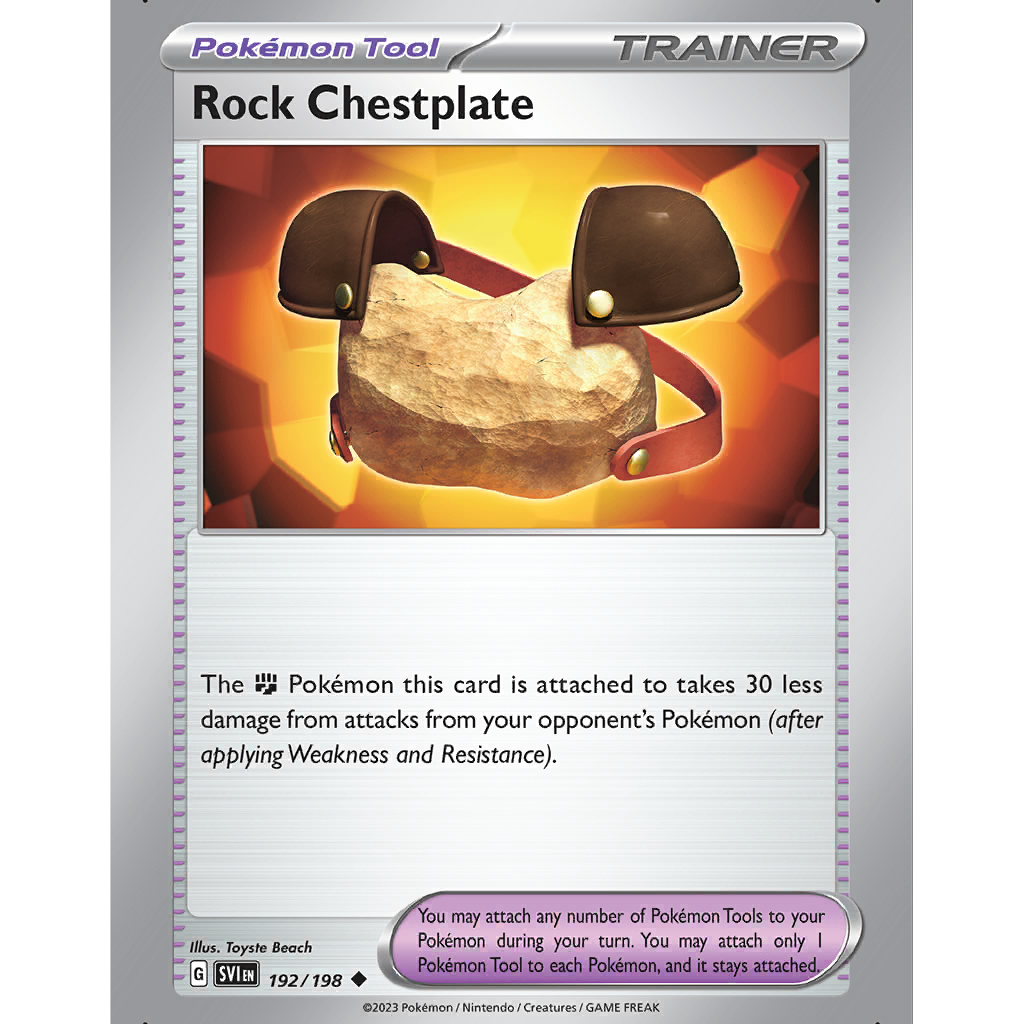 Pokémon Tool
TRAINER
Rock Chestplate
The Pokémon this card is attached to takes 30 less
damage from attacks from your opponent's Pokémon (after
applying Weakness and Resistance).
You may attach any number of Pokémon Tools to your
Pokémon during your turn. You may attach only 1
Pokémon Tool to each Pokémon, and it stays attached.
Illus. Toyste Beach
G SVI EN 192/198
©2023 Pokémon / Nintendo / Creatures / GAME FREAK